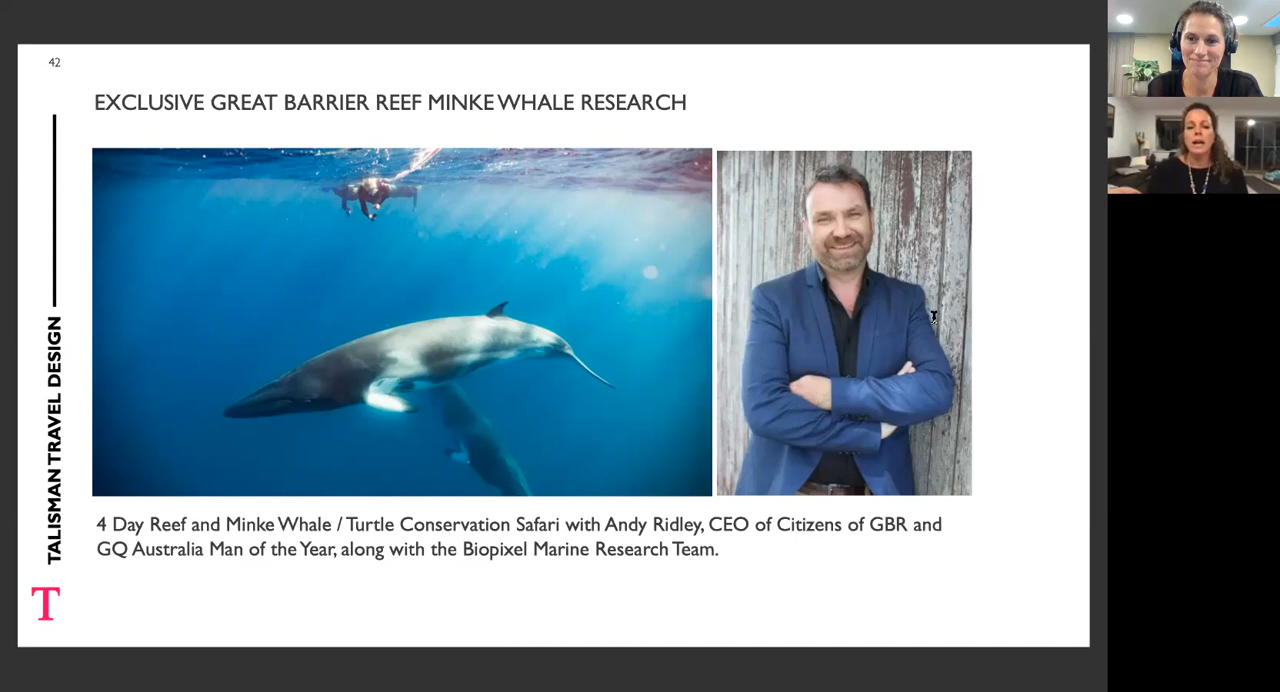 42
EXCLUSIVE GREAT BARRIER REEF MINKE WHALE RESEARCH
TALISMAN TRAVEL DESIGN
T
4 Day Reef and Minke Whale / Turtle Conservation Safari with Andy Ridley, CEO of Citizens of GBR and
GQ Australia Man of the Year, along with the Biopixel Marine Research Team.